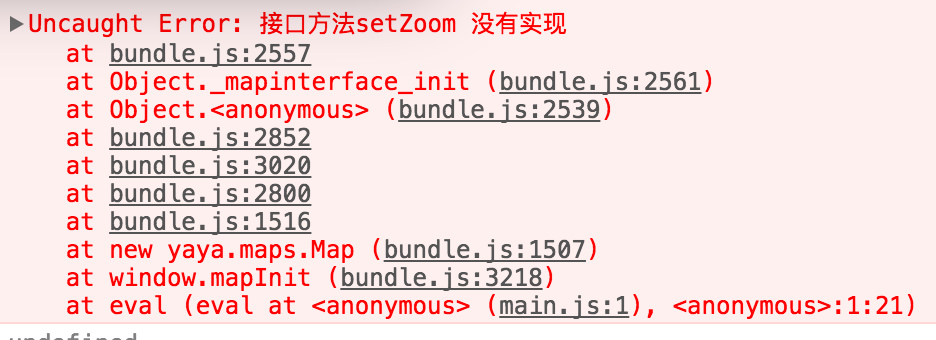 ▶Uncaught Error: 接口方法setZoom 没有实现
at bundle.js:2557
at Object._mapinterface_init (bundle.js:2561)
at Object.<anonymous> (bundle.js:2539)
at bundle.js:2852
at bundle.js:3020
at bundle.js:2800
at bundle.js:1516
at new yaya.maps.Map (bundle.js:1507)
at window.mapInit (bundle.js:3218)
at eval (eval at <anonymous> (main.js:1), <anonymous>:1:21)
undefined